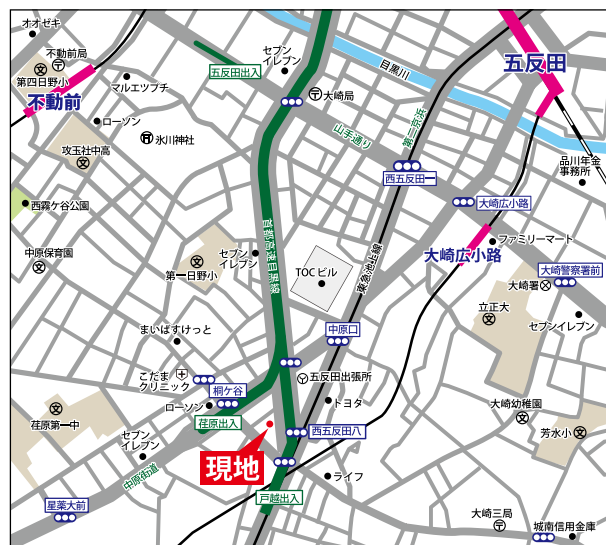 オオゼキ
不動前局
第四日野小
マルエツプチ
不動前
ローソン
攻玉社中高
氷川神社
五反田出入
セブン
イレブン
大崎局
目黒川
五反田
山手通り
第二京浜
西五反田一
品川年金
事務所
西霧ケ谷公園
中原保育園
第一日野小
セブン
イレブン
首都高速目黒線
TOCビル
東急池上線
大崎広小路
ファミリーマート
大崎広小路
大崎警察署前
大崎署
立正大
セブンイレブン
まいばすけっと
中原口
こだま
クリニック
桐ケ谷
ローソン
荏原出入
五反田出張所
トヨタ
大崎幼稚園
芳水小
荏原第一中
セブン
イレブン
中原街道
西五反田八
現地
星薬大前
戸越出入
ライフ
大崎三局
城南信用金庫